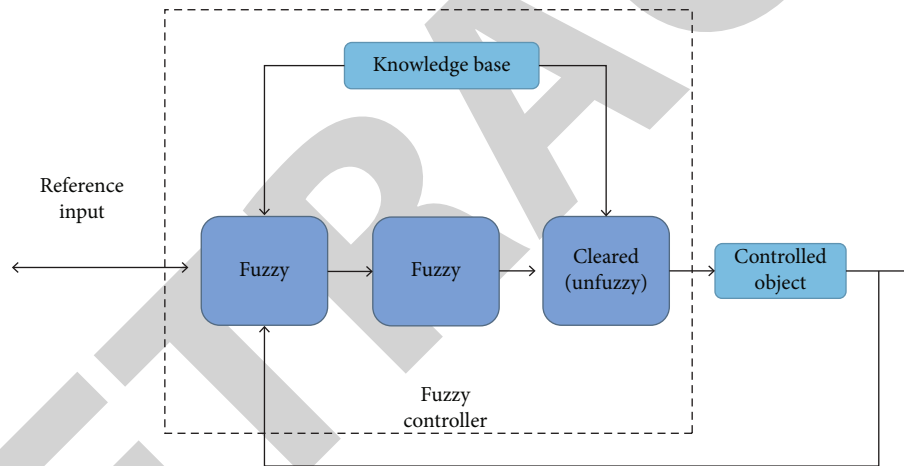 Knowledge base
Reference
input
Fuzzy
Fuzzy
Cleared
(unfuzzy)
Controlled
object
Fuzzy
controller